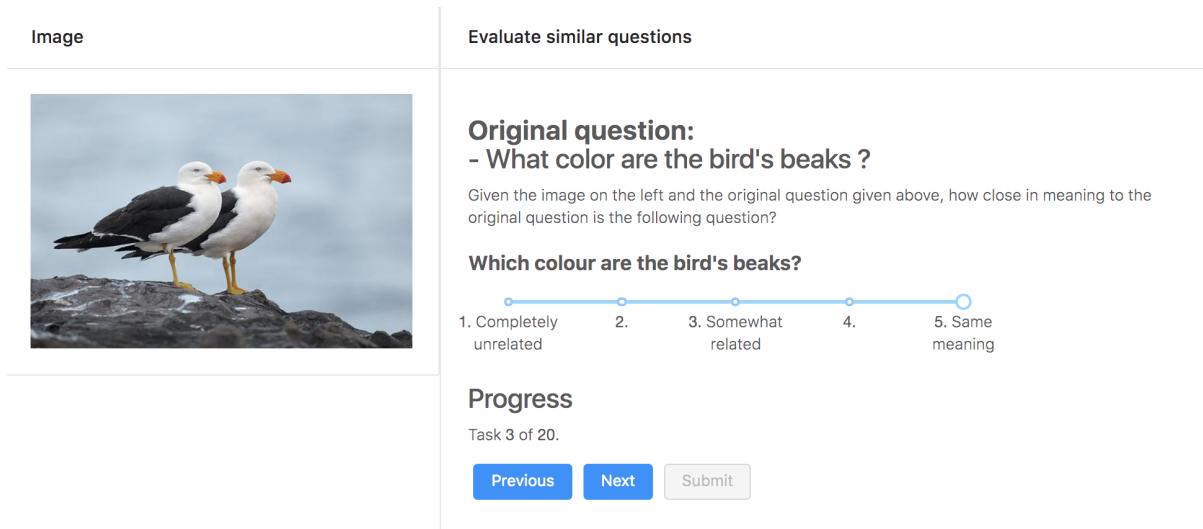 Image
Evaluate similar questions
Original question:
- What color are the bird's beaks ?
Given the image on the left and the original question given above, how close in meaning to the
original question is the following question?
Which colour are the bird's beaks?
1. Completely unrelated
2.
3. Somewhat related
4.
5. Same meaning
Progress
Task 3 of 20.
Previous
Next
Submit